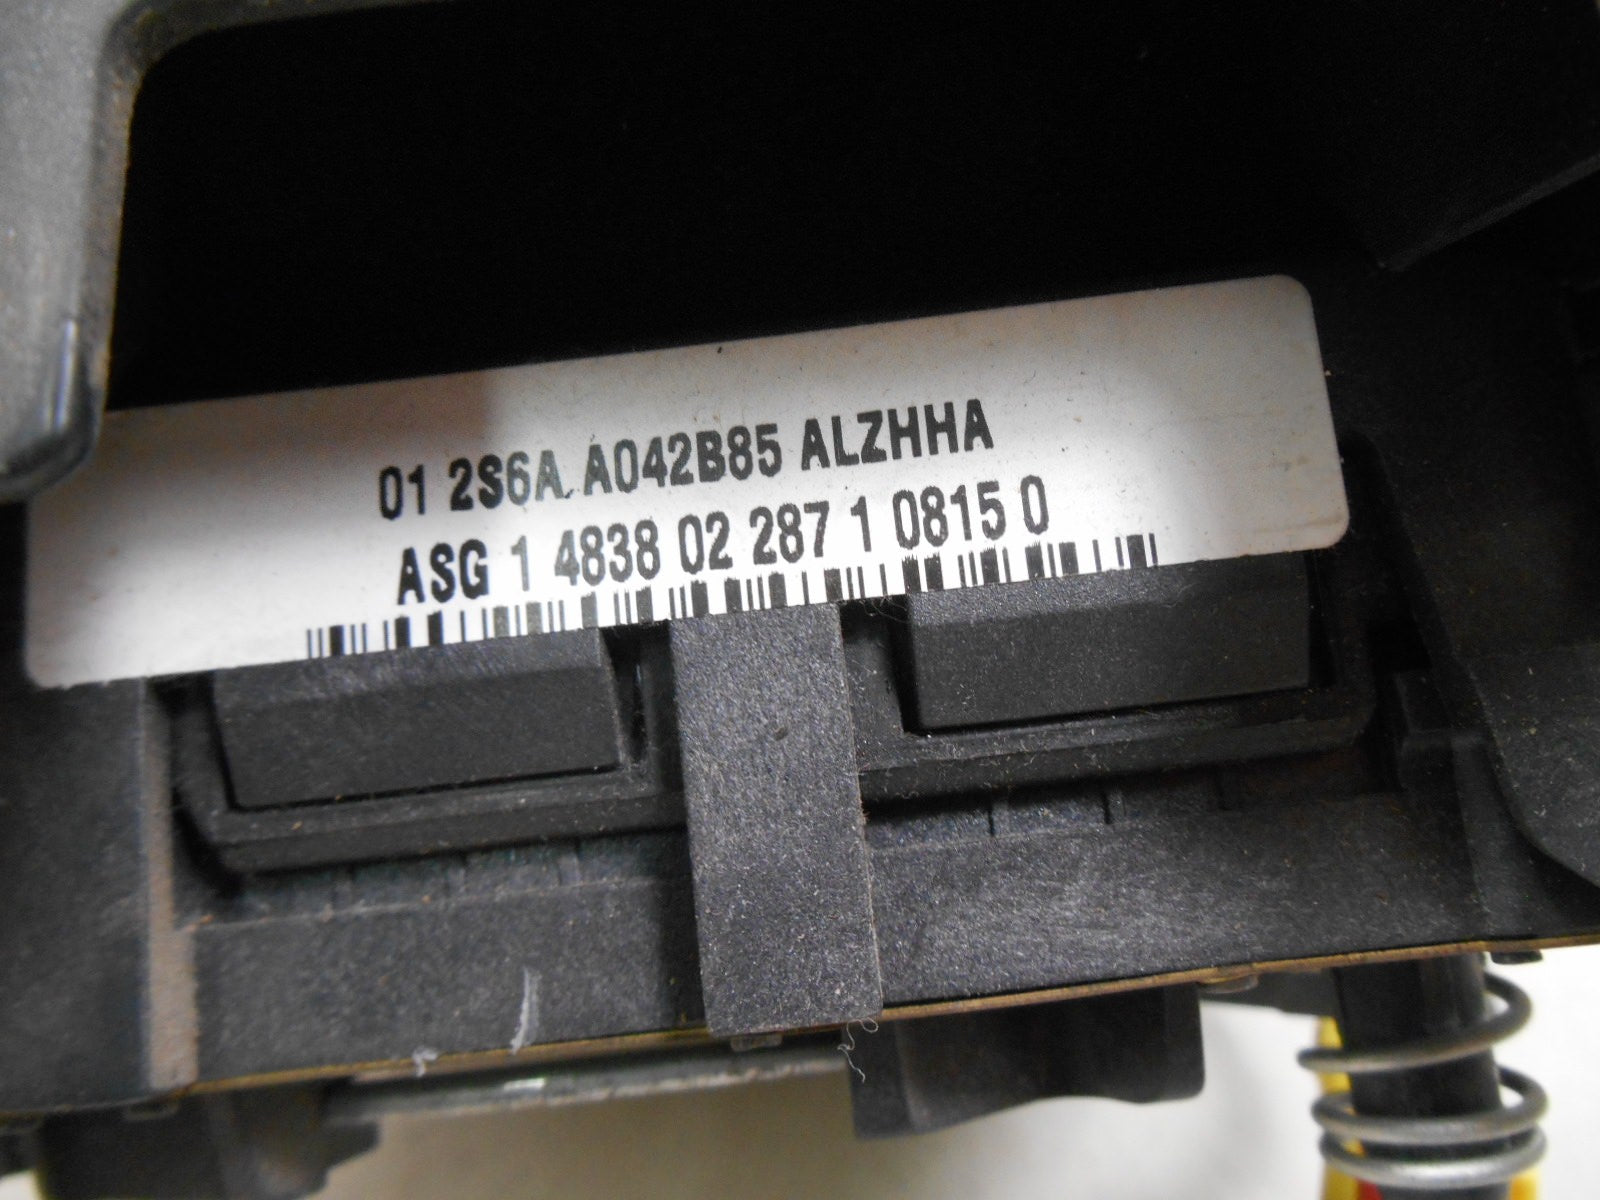 01 2S6A A042B85 ALZHHA
ASG 1 4838 02 287 1 0815 0